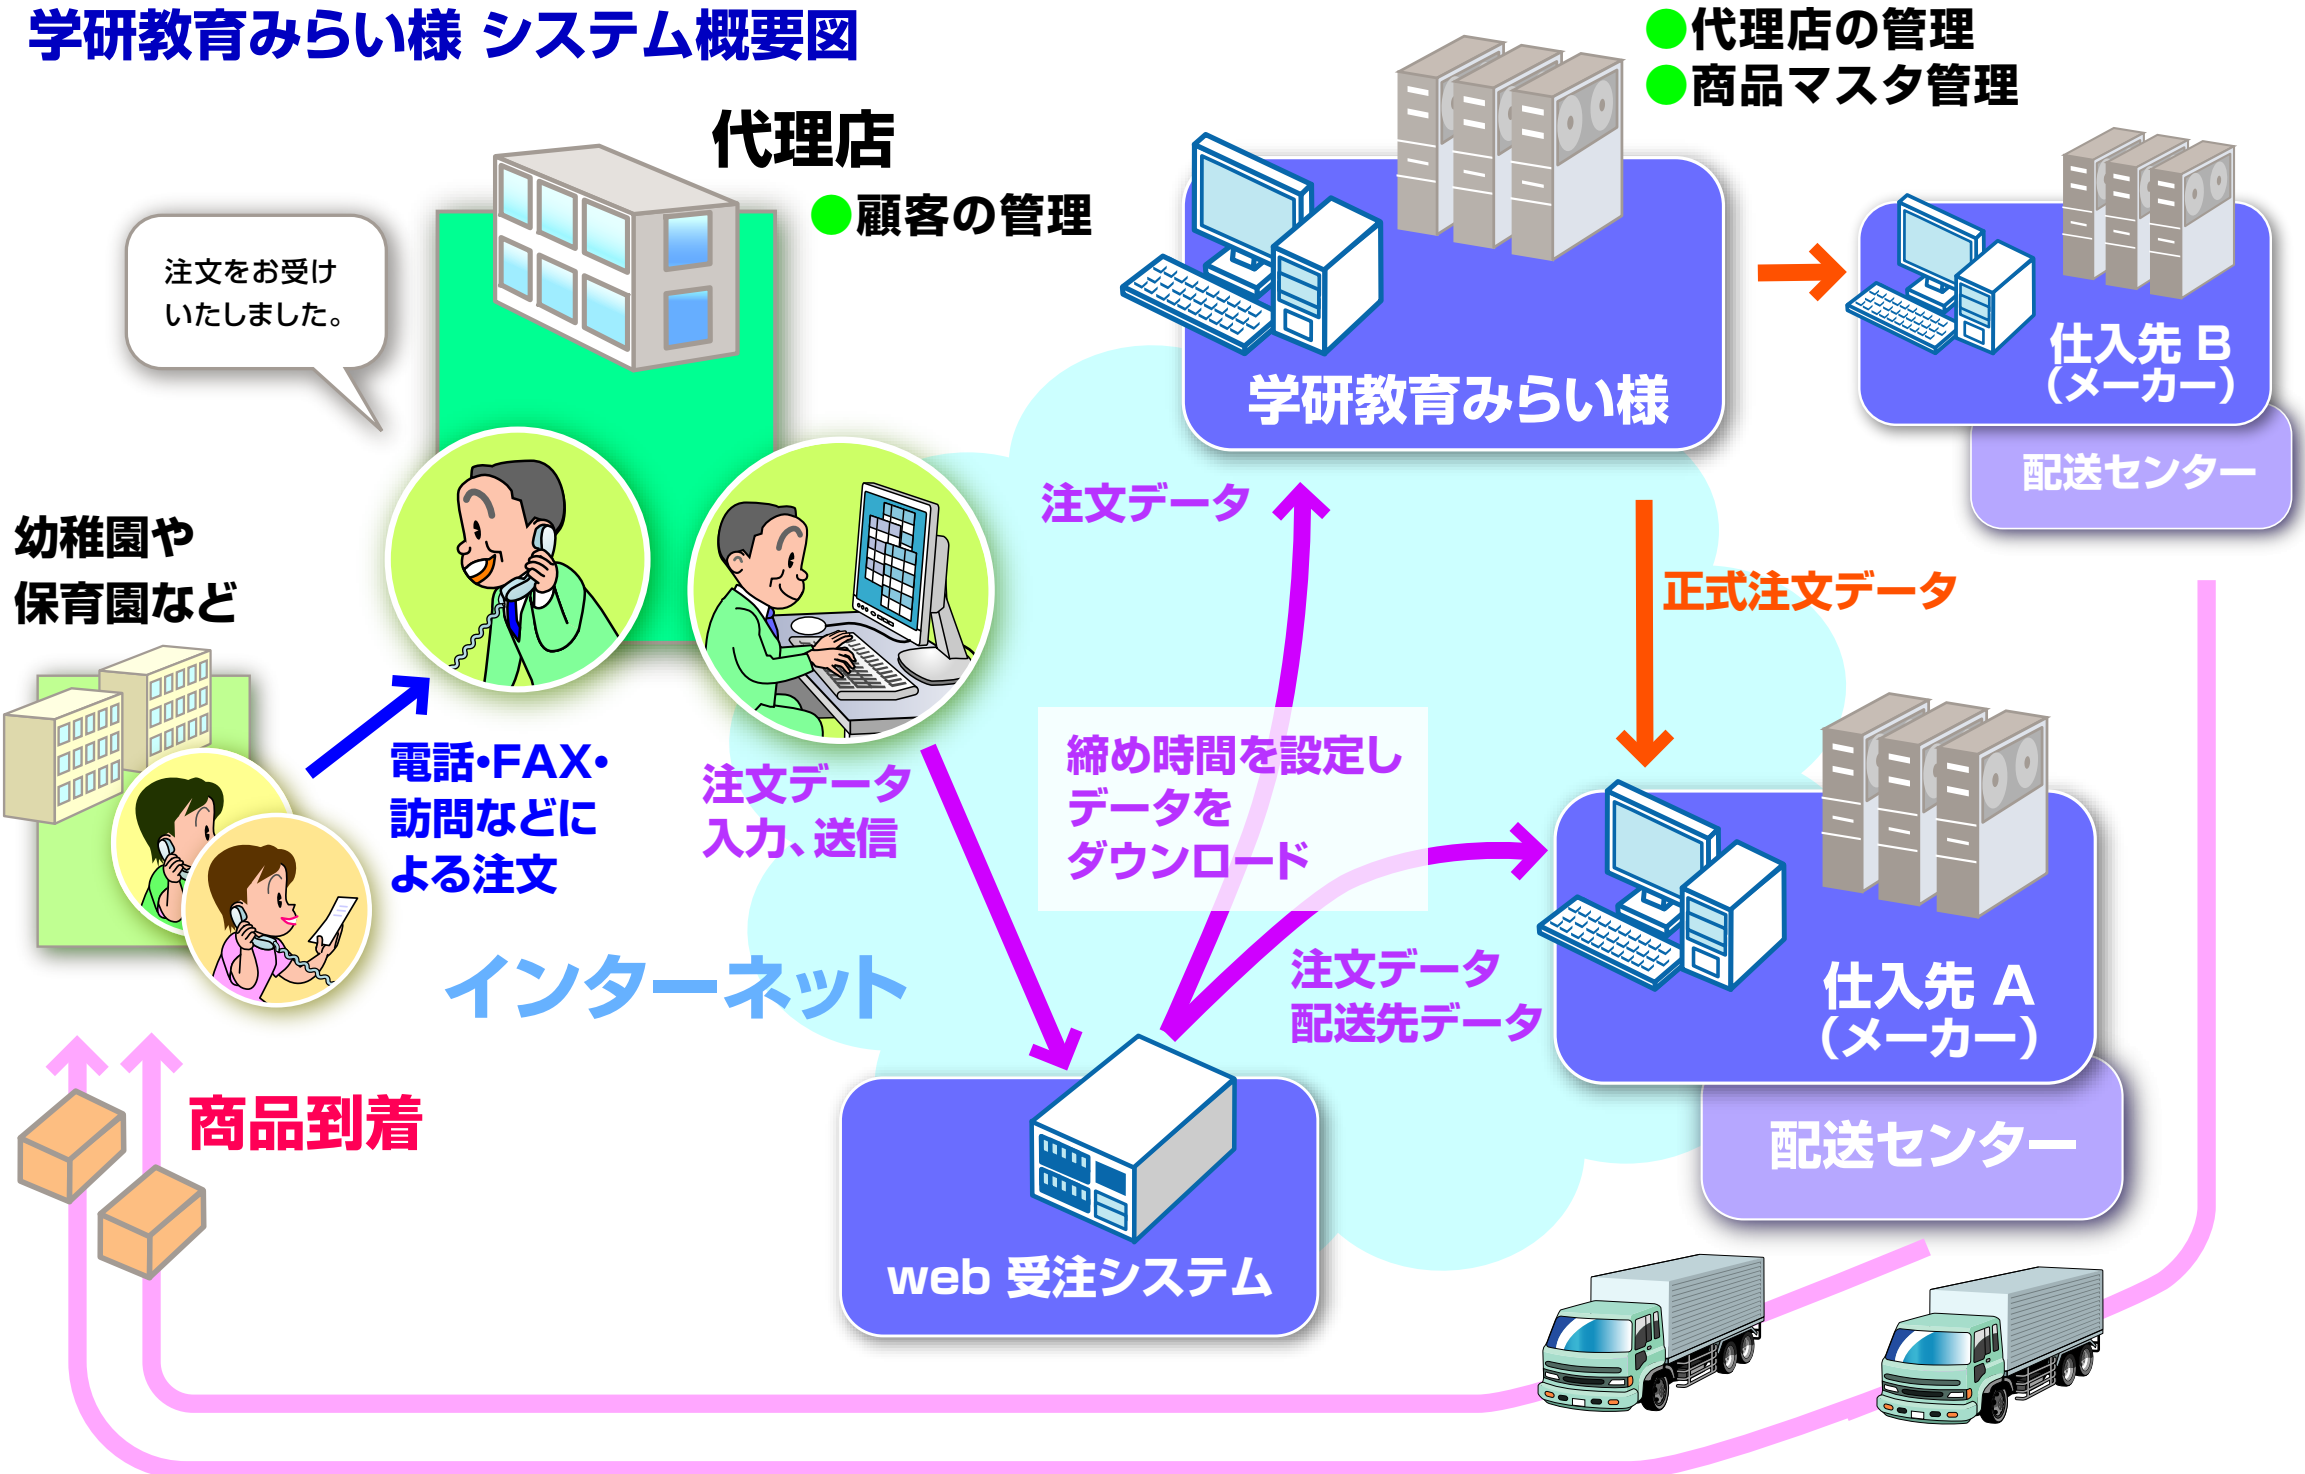 学研教育みらい様 システム概要図
●代理店の管理
●商品マスタ管理
代理店
●顧客の管理
注文をお受け
いたしました。
学研教育みらい様
仕入先 B
（メーカー）
配送センター
幼稚園や
保育園など
注文データ
正式注文データ
電話・FAX・
訪問などに
よる注文
注文データ
入力、送信
締め時間を設定し
データを
ダウンロード
インターネット
注文データ
配送先データ
仕入先 A
（メーカー）
配送センター
商品到着
web 受注システム